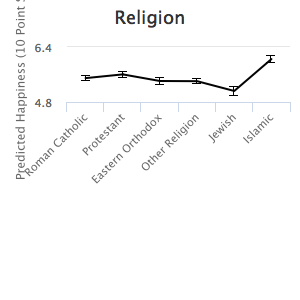 Religion
Predicted Happiness (10 Point
6.4
4.8
Roman Catholic
Protestant
Eastern Orthodox
Other Religion
Jewish
Islamic